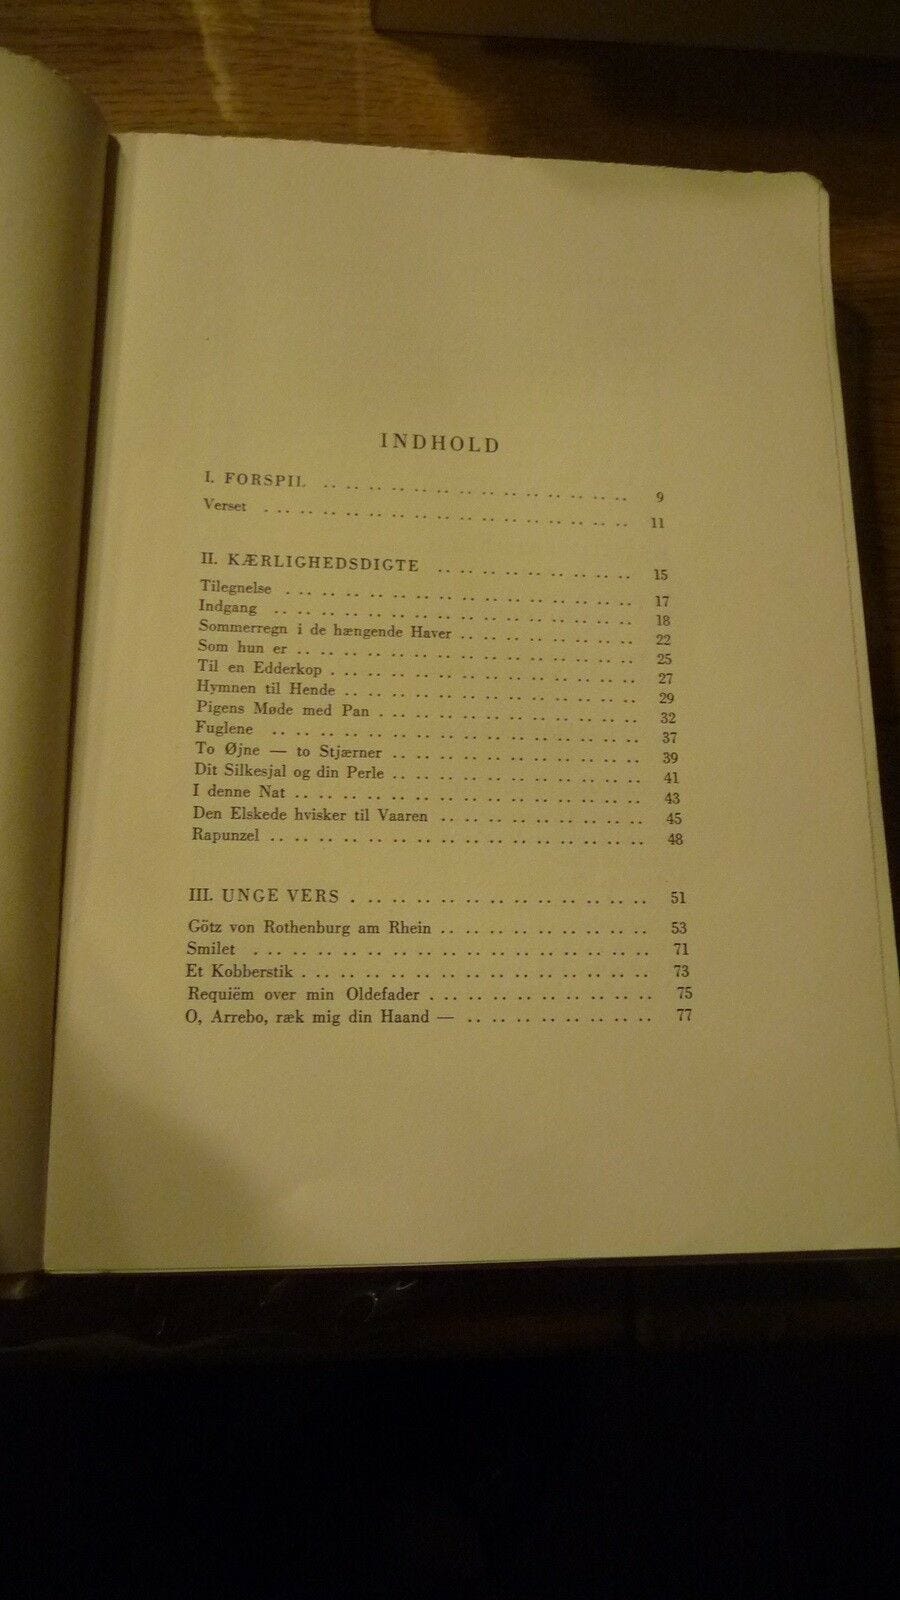 INDHOLD
I. FORSPIL .. .. .. .. .. .. .. .. .. .. .. .. .. .. 9
Verset . .. .. .. .. .. .. .. .. .. .. .. .. .. .. .. .. .. .. .. 11
II. KÆRLIGHEDSDIGTE .. .. .. .. .. .. .. .. .. 15
Tilegnelse . .. .. .. .. .. .. .. .. .. .. .. .. .. .. .. .. .. .. 17
Indgang .. .. .. .. .. .. .. .. .. .. .. .. .. .. .. .. .. .. .. 18
Sommerregn i de hængende Haver .. .. .. .. .. .. .. .. .. 22
Som hun er .. .. .. .. .. .. .. .. .. .. .. .. .. .. .. .. .. .. 25
Til en Edderkop . .. .. .. .. .. .. .. .. .. .. .. .. .. .. .. .. 27
Hymnen til Hende .. .. .. .. .. .. .. .. .. .. .. .. .. .. .. 29
Pigens Møde med Pan . .. .. .. .. .. .. .. .. .. .. .. .. .. 32
Fuglene .. .. .. .. .. .. .. .. .. .. .. .. .. .. .. .. .. .. .. 37
To Øjne — to Stjærner .. .. .. .. .. .. .. .. .. .. .. .. .. 39
Dit Silkesjal og din Perle .. .. .. .. .. .. .. .. .. .. .. .. .. 41
I denne Nat .. .. .. .. .. .. .. .. .. .. .. .. .. .. .. .. .. .. 43
Den Elskede hvisker til Vaaren .. .. .. .. .. .. .. .. .. .. 45
Rapunzel .. .. .. .. .. .. .. .. .. .. .. .. .. .. .. .. .. .. .. 48
III. UNGE VERS . .. .. .. .. .. .. .. .. .. .. .. .. .. 51
Götz von Rothenburg am Rhein .. .. .. .. .. .. .. .. .. .. 53
Smilet . .. .. .. .. .. .. .. .. .. .. .. .. .. .. .. .. .. .. .. 71
Et Kobberstik . .. .. .. .. .. .. .. .. .. .. .. .. .. .. .. .. .. 73
Requiëm over min Oldefader . .. .. .. .. .. .. .. .. .. .. 75
O, Arrebo, ræk mig din Haand — .. .. .. .. .. .. .. .. .. 77